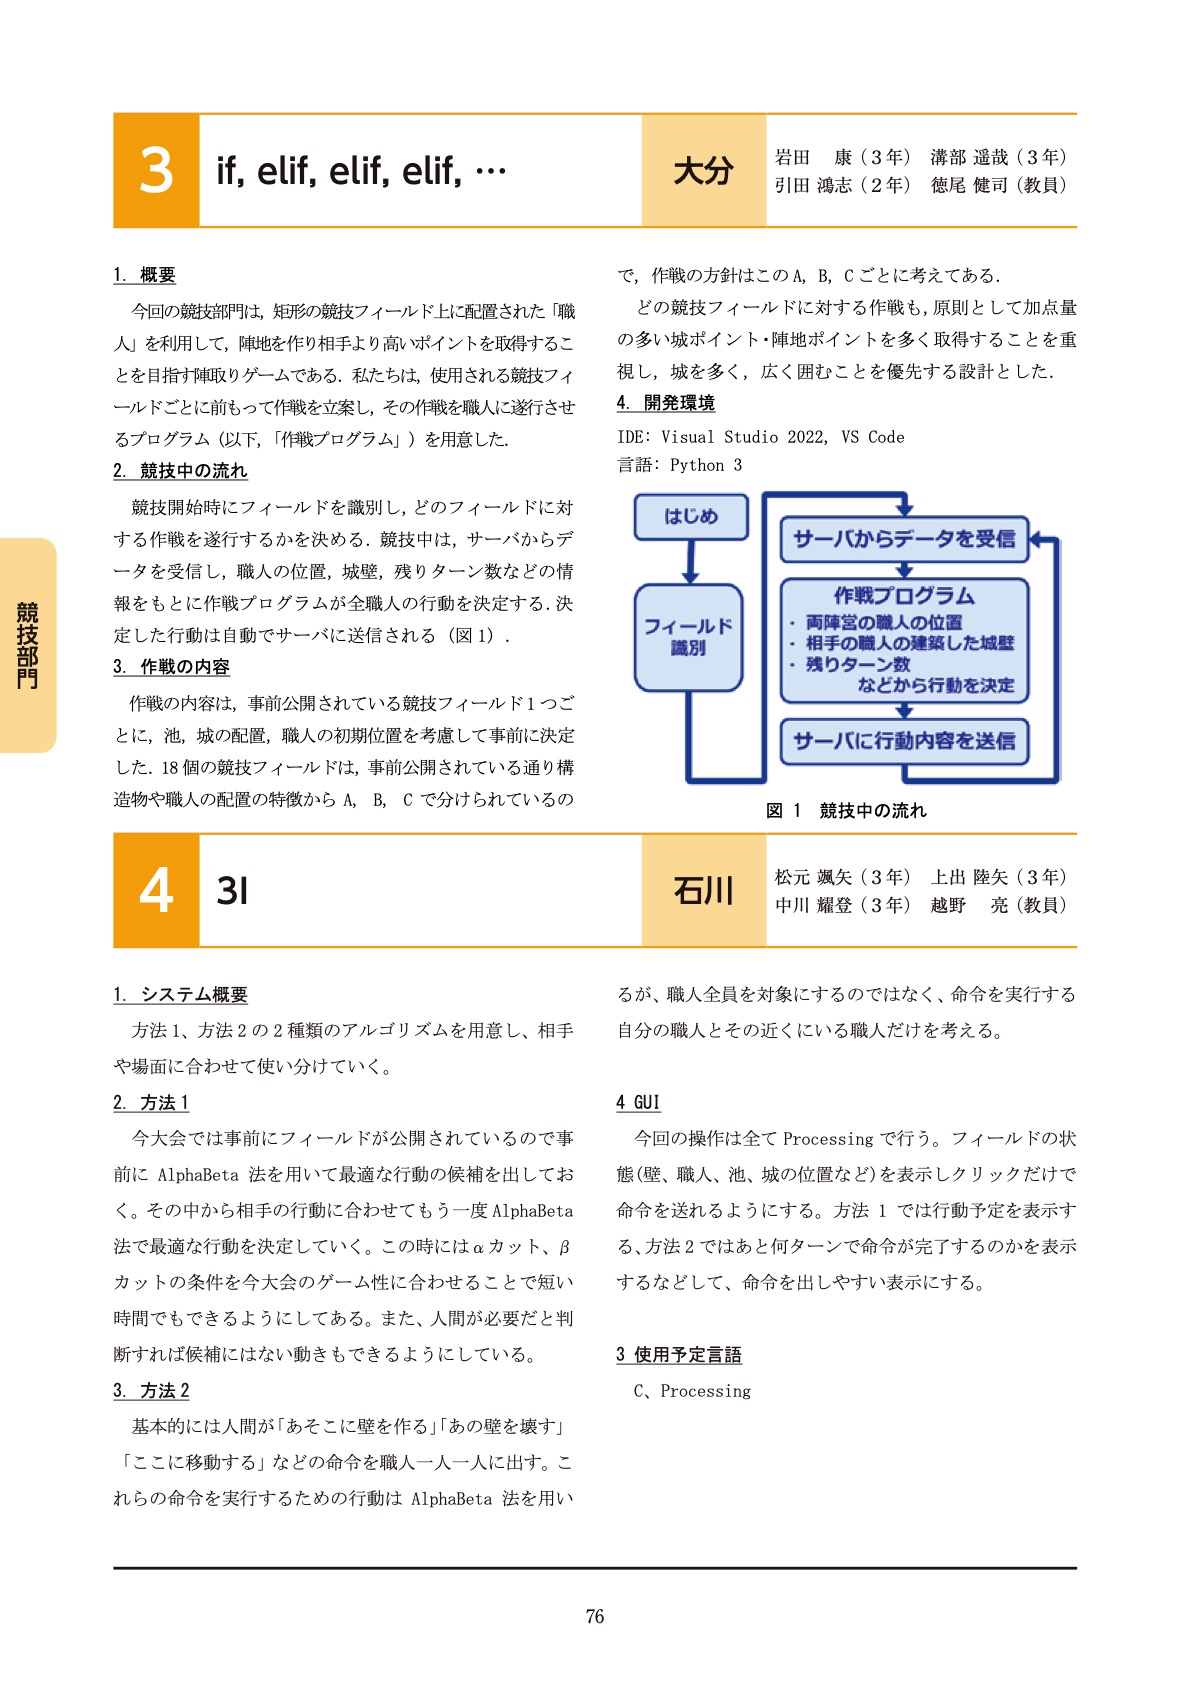 3
if, elif, elif, elif, …
大分
岩田　康（３年）　溝部 遥哉（３年）
引田 鴻志（２年）　徳尾 健司（教員）
1. 概要
今回の競技部門は，矩形の競技フィールド上に配置された「職
人」を利用して，陣地を作り相手より高いポイントを取得するこ
とを目指す陣取りゲームである．私たちは，使用される競技フィ
ールドごとに前もって作戦を立案し，その作戦を職人に遂行させ
るプログラム（以下，「作戦プログラム」）を用意した．
2. 競技中の流れ
競技開始時にフィールドを識別し，どのフィールドに対
する作戦を遂行するかを決める．競技中は，サーバからデ
ータを受信し，職人の位置，城壁，残りターン数などの情
報をもとに作戦プログラムが全職人の行動を決定する．決
定した行動は自動でサーバに送信される（図 1）．
3. 作戦の内容
作戦の内容は，事前公開されている競技フィールド 1 つご
とに，池，城の配置，職人の初期位置を考慮して事前に決定
した．18 個の競技フィールドは，事前公開されている通り構
造物や職人の配置の特徴から A， B， C で分けられているの
で，作戦の方針はこの A，B，C ごとに考えてある．
どの競技フィールドに対する作戦も，原則として加点量
の多い城ポイント・陣地ポイントを多く取得することを重
視し，城を多く，広く囲むことを優先する設計とした．
4. 開発環境
IDE: Visual Studio 2022, VS Code
言語: Python 3
はじめ
フィールド
識別
サーバからデータを受信
作戦プログラム
・ 両陣営の職人の位置
・ 相手の職人の建築した城壁
・ 残りターン数
などから行動を決定
サーバに行動内容を送信
図 1　競技中の流れ
競技部門
4
3I
石川
松元 颯矢（３年）　上出 陸矢（３年）
中川 耀登（３年）　越野　亮（教員）
1. システム概要
方法 1、方法 2 の 2 種類のアルゴリズムを用意し、相手
や場面に合わせて使い分けていく。
2. 方法 1
今大会では事前にフィールドが公開されているので事
前に AlphaBeta 法を用いて最適な行動の候補を出してお
く。その中から相手の行動に合わせてもう一度 AlphaBeta
法で最適な行動を決定していく。この時には α カット、β
カットの条件を今大会のゲーム性に合わせることで短い
時間でもできるようにしてある。また、人間が必要だと判
断すれば候補にはない動きもできるようにしている。
3. 方法 2
基本的には人間が「あそこに壁を作る」「あの壁を壊す」
「ここに移動する」などの命令を職人一人一人に出す。こ
れらの命令を実行するための行動は AlphaBeta 法を用い
るが、職人全員を対象にするのではなく、命令を実行する
自分の職人とその近くにいる職人だけを考える。
4 GUI
今回の操作は全て Processing で行う。フィールドの状
態(壁、職人、池、城の位置など)を表示しクリックだけで
命令を送れるようにする。方法 1 では行動予定を表示す
る、方法 2 ではあと何ターンで命令が完了するのかを表示
するなどして、命令を出しやすい表示にする。
3 使用予定言語
C、Processing
76